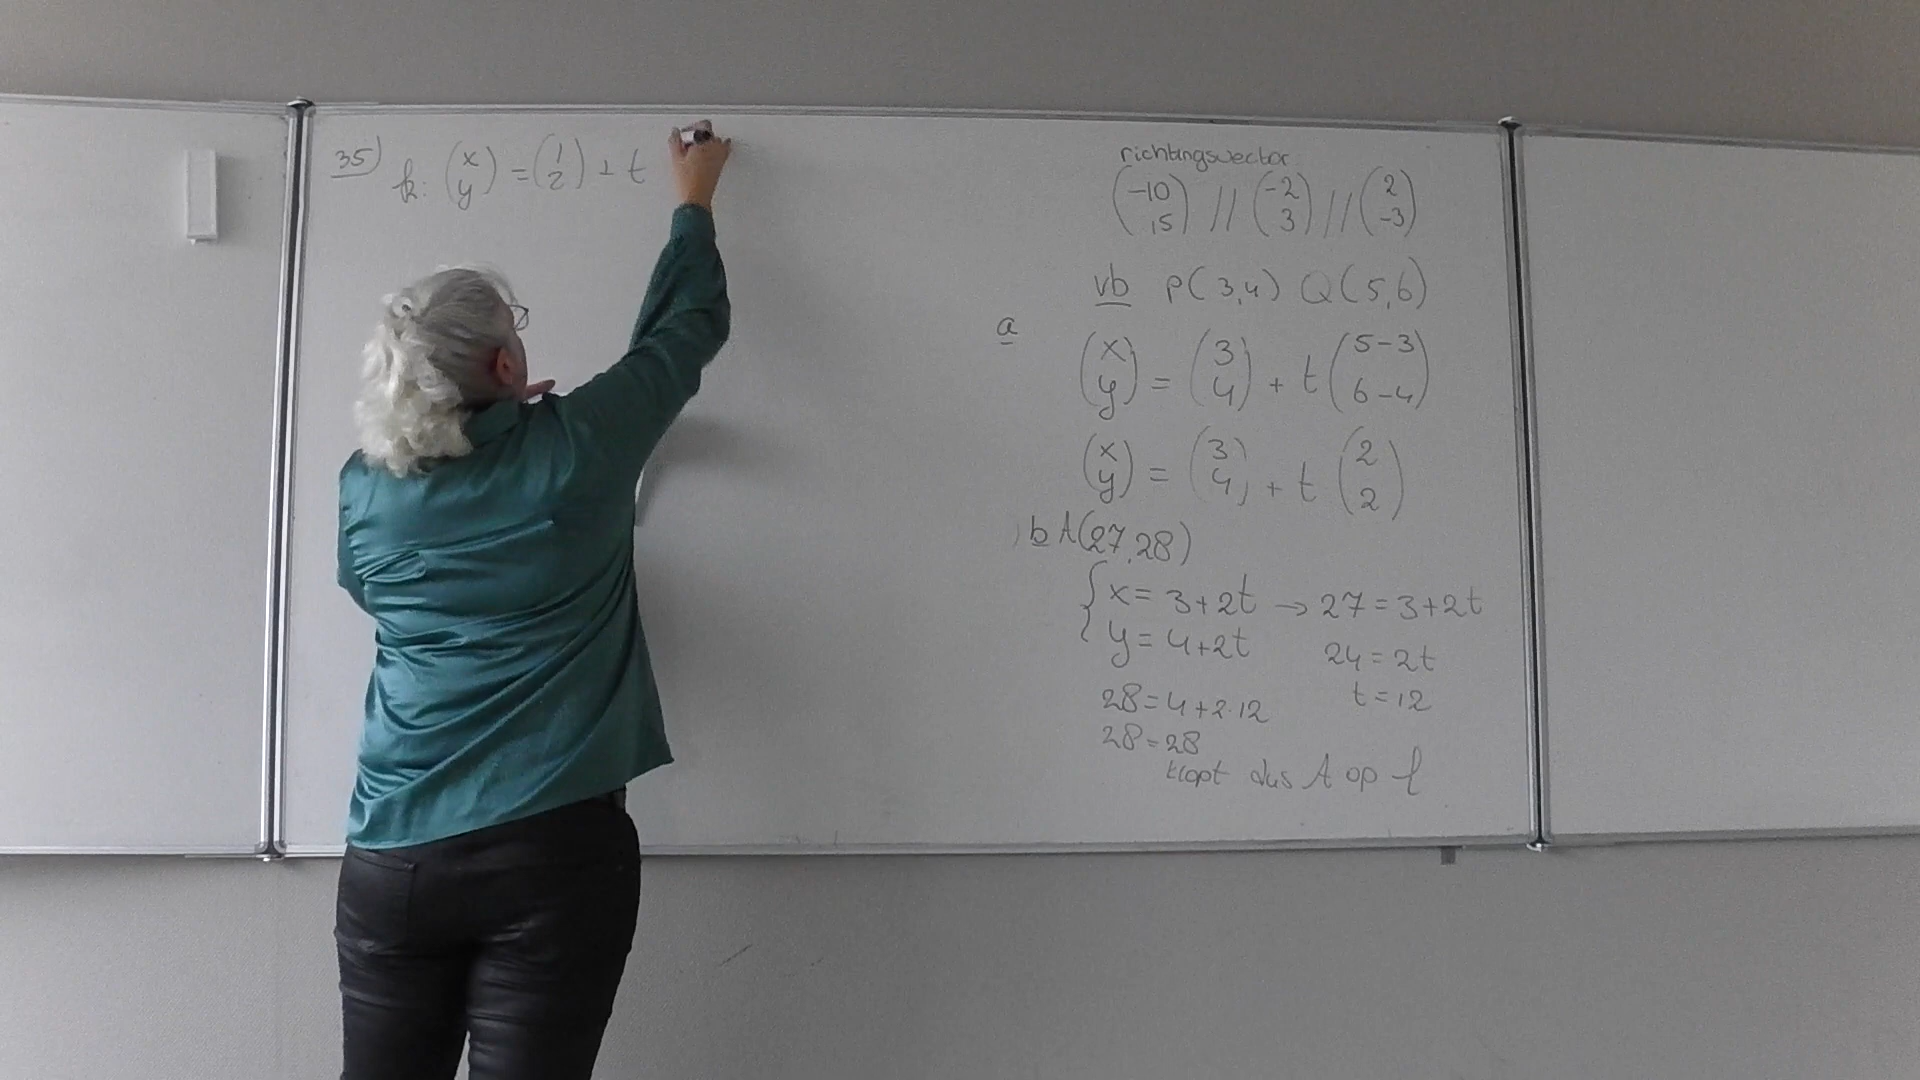 35) k: (x y) = (1 2) + t
richtingsvector
(-10 15) // (-2 3) // (2 -3)
vb P(3,4) Q(5,6)
a (x y) = (3 4) + t (5-3 6-4)
(x y) = (3 4) + t (2 2)
b A(27,28)
{ x = 3+2t → 27 = 3+2t
y = 4+2t 24 = 2t
28 = 4+2·12 t = 12
28 = 28
klopt dus A op l